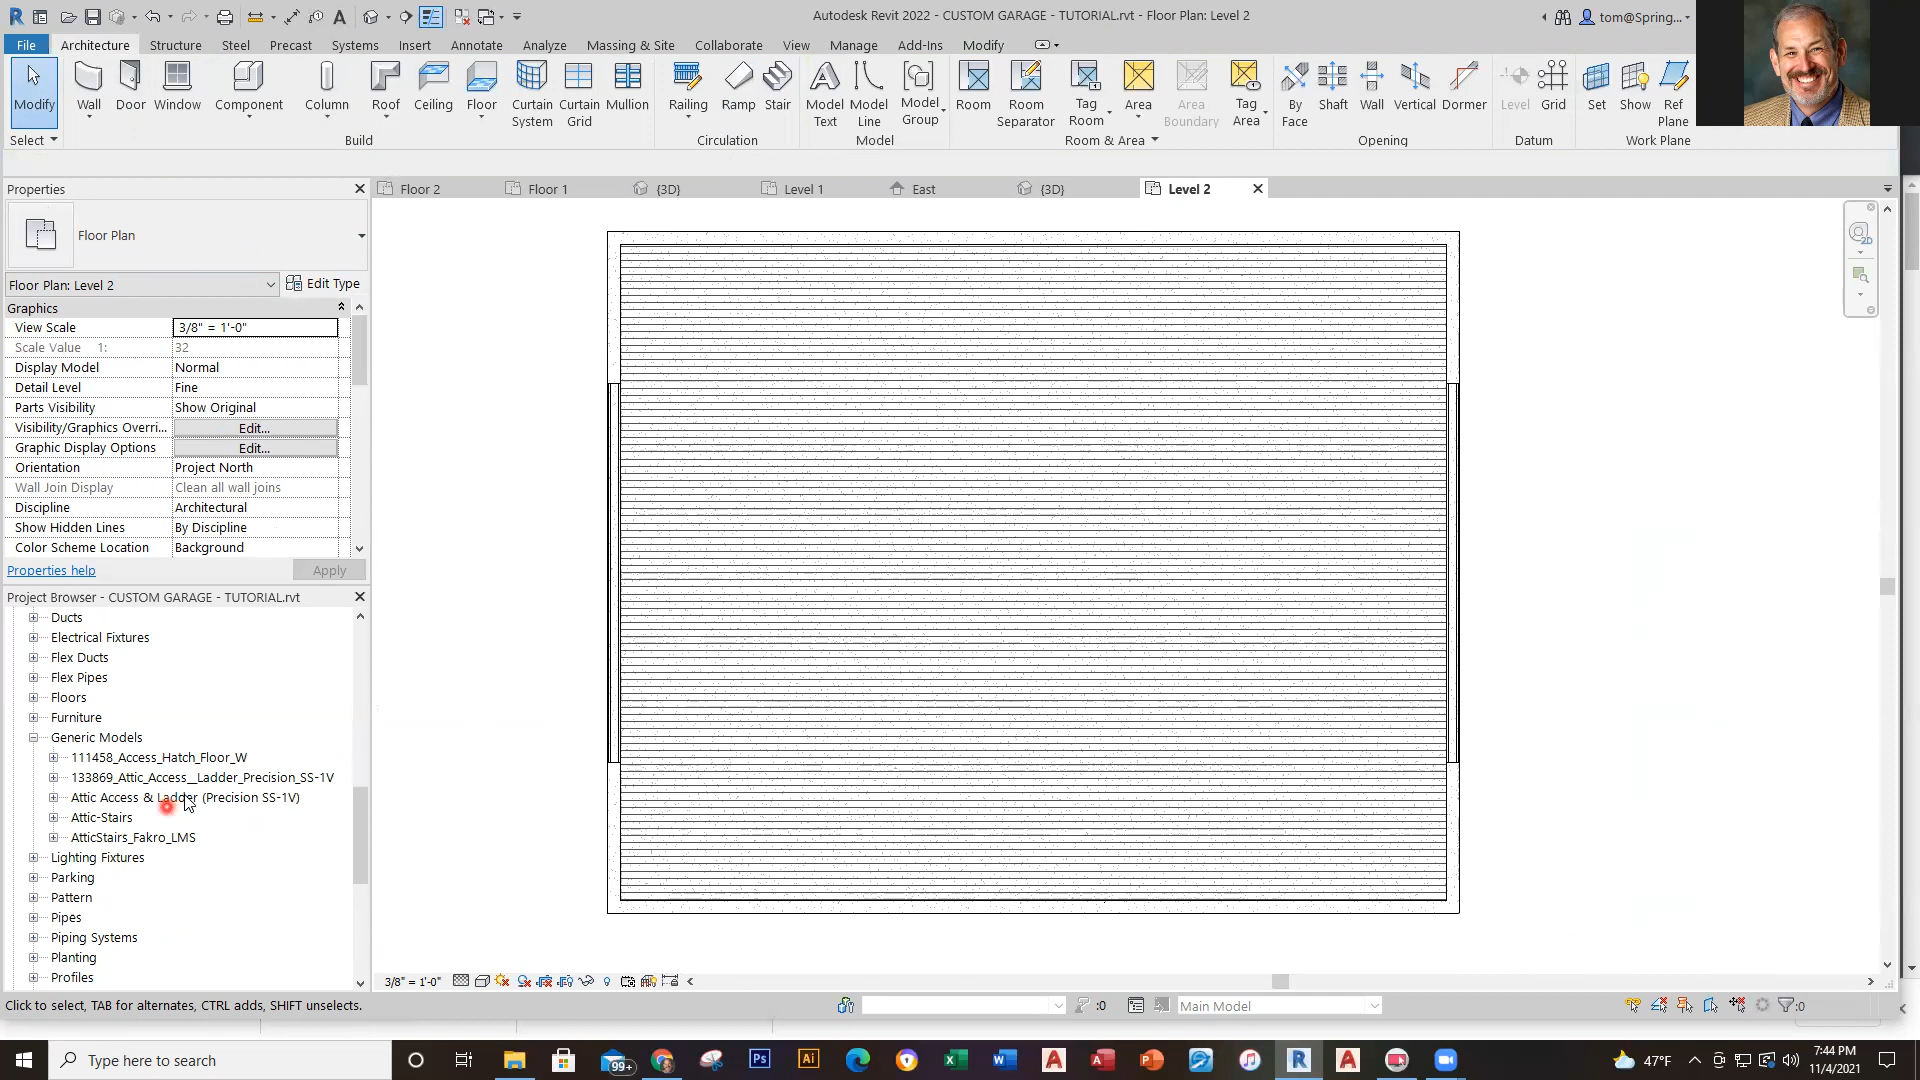 Autodesk Revit 2022 - CUSTOM GARAGE - TUTORIAL.rvt - Floor Plan: Level 2
tom@Spring...
File Architecture Structure Steel Precast Systems Insert Annotate Analyze Massing & Site Collaborate View Manage Add-Ins Modify
Modify Wall Door Window Component Column Roof Ceiling Floor Curtain System Curtain Grid Mullion Railing Ramp Stair Model Text Model Line Model Group Room Room Separator Tag Room Area Area Boundary Tag Area By Face Shaft Wall Vertical Dormer Level Grid Set Show Ref Plane
Select Build Circulation Model Room & Area Opening Datum Work Plane
Properties
Floor 2 Floor 1 {3D} Level 1 East {3D} Level 2
Floor Plan
Floor Plan: Level 2 Edit Type
Graphics
View Scale 3/8" = 1'-0"
Scale Value 1: 32
Display Model Normal
Detail Level Fine
Parts Visibility Show Original
Visibility/Graphics Overri... Edit...
Graphic Display Options Edit...
Orientation Project North
Wall Join Display Clean all wall joins
Discipline Architectural
Show Hidden Lines By Discipline
Color Scheme Location Background
Properties help Apply
Project Browser - CUSTOM GARAGE - TUTORIAL.rvt
Ducts
Electrical Fixtures
Flex Ducts
Flex Pipes
Floors
Furniture
Generic Models
111458_Access_Hatch_Floor_W
133869_Attic_Access__Ladder_Precision_SS-1V
Attic Access & Ladder (Precision SS-1V)
Attic-Stairs
AtticStairs_Fakro_LMS
Lighting Fixtures
Parking
Pattern
Pipes
Piping Systems
Planting
Profiles
2D
3/8" = 1'-0"
Click to select, TAB for alternates, CTRL adds, SHIFT unselects.
:0 Main Model :0
Type here to search
99+ Ps Ai
47°F 7:44 PM
11/4/2021